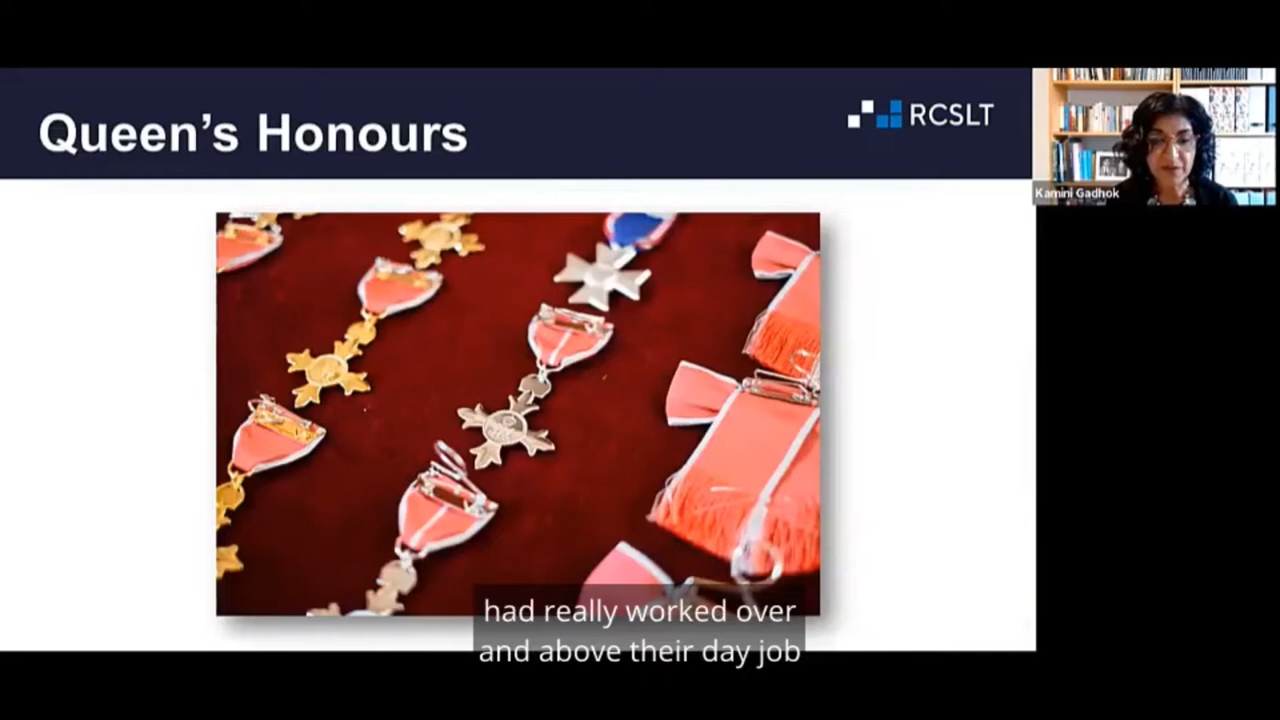 Queen’s Honours
RCSLT
Kamini Gadhok
had really worked over
and above their day job